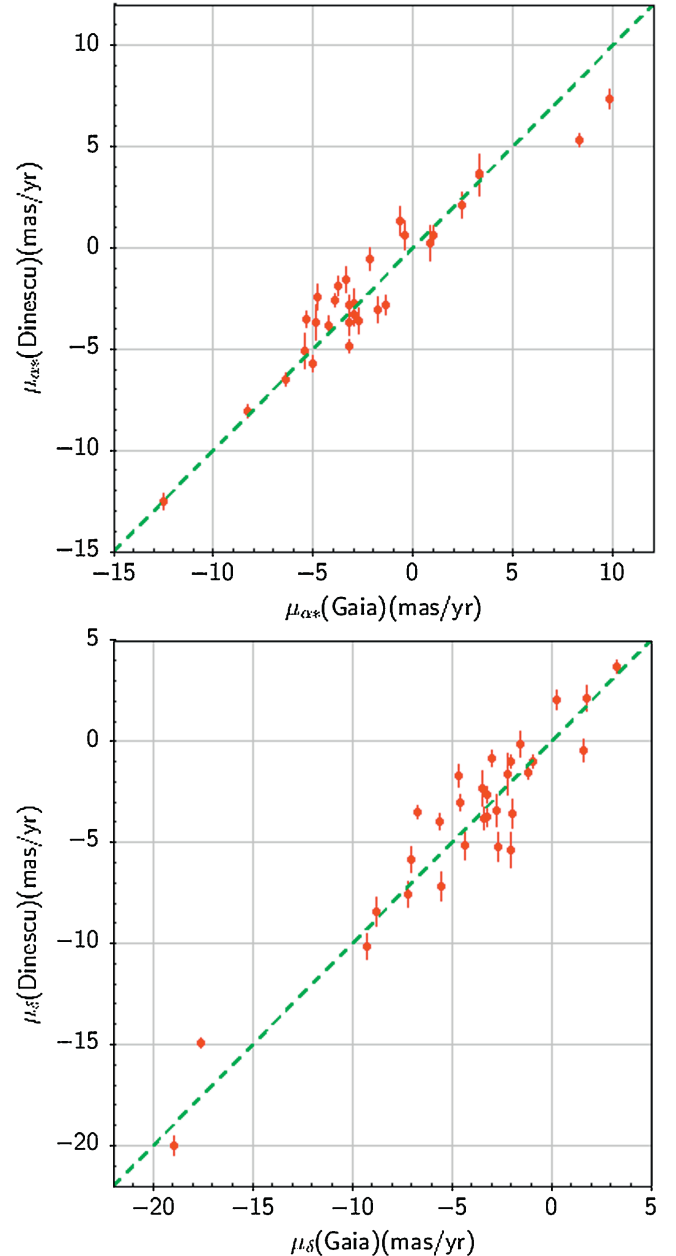 10
5
0
−5
−10
−15
−15 −10 −5 0 5 10
μα*(Dinescu)(mas/yr)
μα*(Gaia)(mas/yr)
5
0
−5
−10
−15
−20
−20 −15 −10 −5 0 5
μδ(Dinescu)(mas/yr)
μδ(Gaia)(mas/yr)